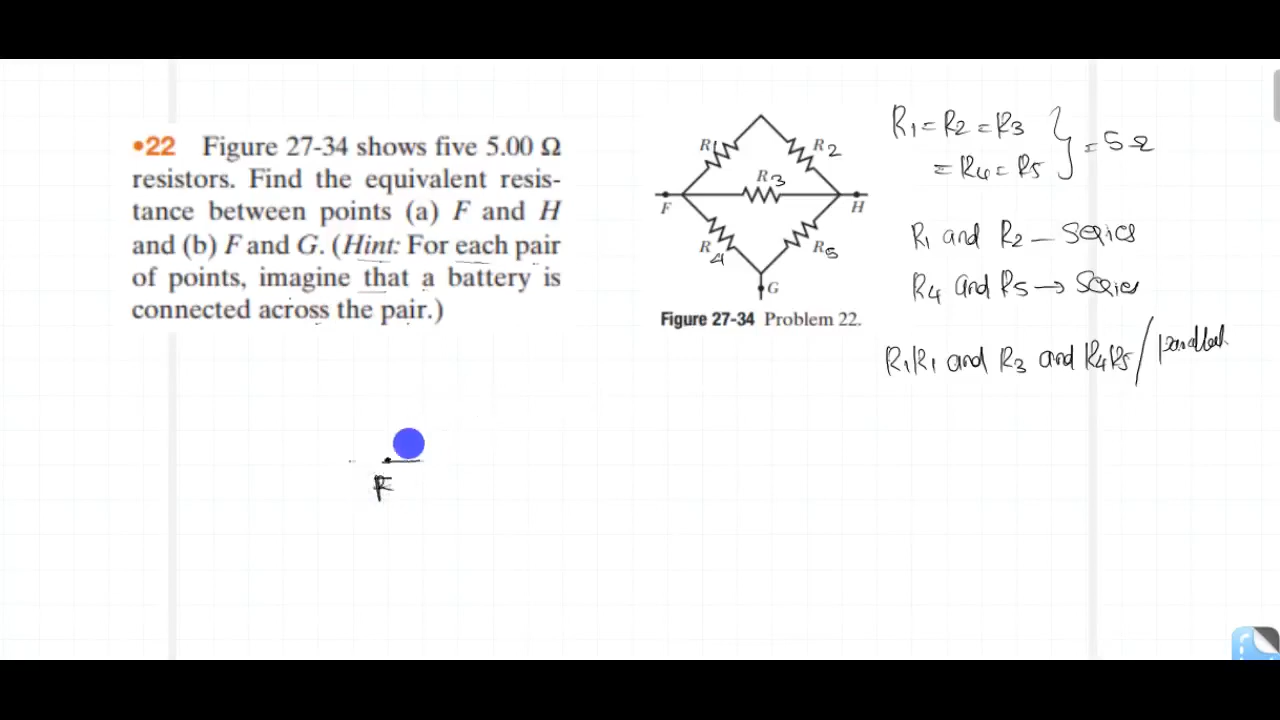 •22 Figure 27-34 shows five 5.00 Ω
resistors. Find the equivalent resis-
tance between points (a) F and H
and (b) F and G. (Hint: For each pair
of points, imagine that a battery is
connected across the pair.)
R1
R2
R3
F
H
R4
R5
G
Figure 27-34 Problem 22.
R1 = R2 = R3
= R4 = R5
} = 5Ω
R1 and R2 — Series
R4 and R5 → Series
R1R1 and R3 and R4R5 / parallel
F